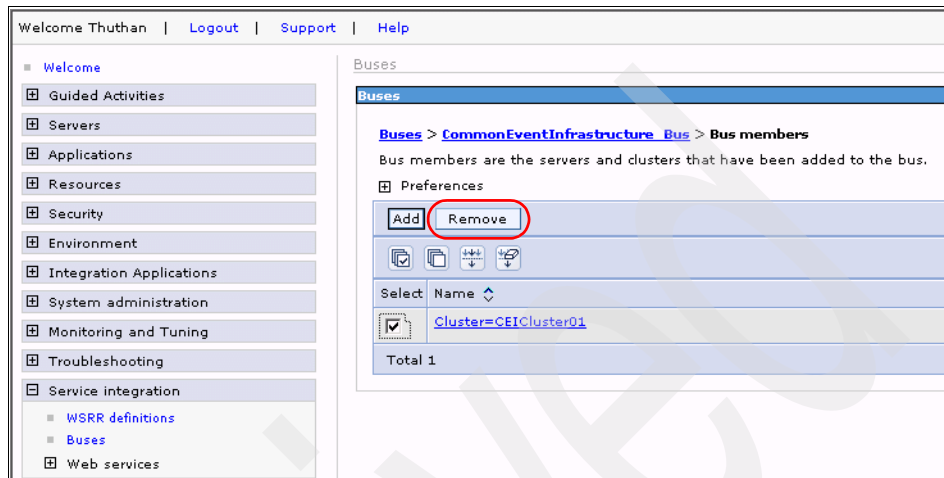 Welcome Thuthan | Logout | Support | Help
Welcome
Guided Activities
Servers
Applications
Resources
Security
Environment
Integration Applications
System administration
Monitoring and Tuning
Troubleshooting
Service integration
WSRR definitions
Buses
Web services
Buses
Buses
Buses > CommonEventInfrastructure_Bus > Bus members
Bus members are the servers and clusters that have been added to the bus.
Preferences
Add Remove
Select Name
Cluster=CEICluster01
Total 1